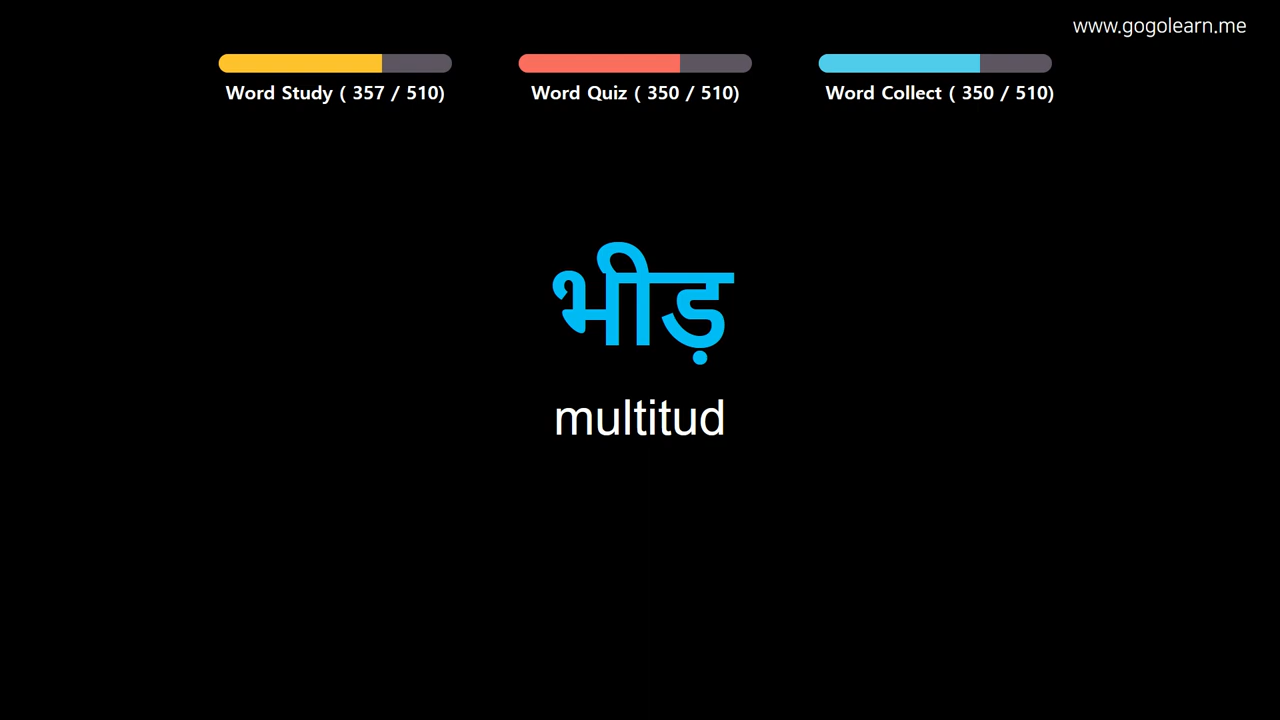 www.gogolearn.me
Word Study ( 357 / 510)
Word Quiz ( 350 / 510)
Word Collect ( 350 / 510)
भीड़
multitud